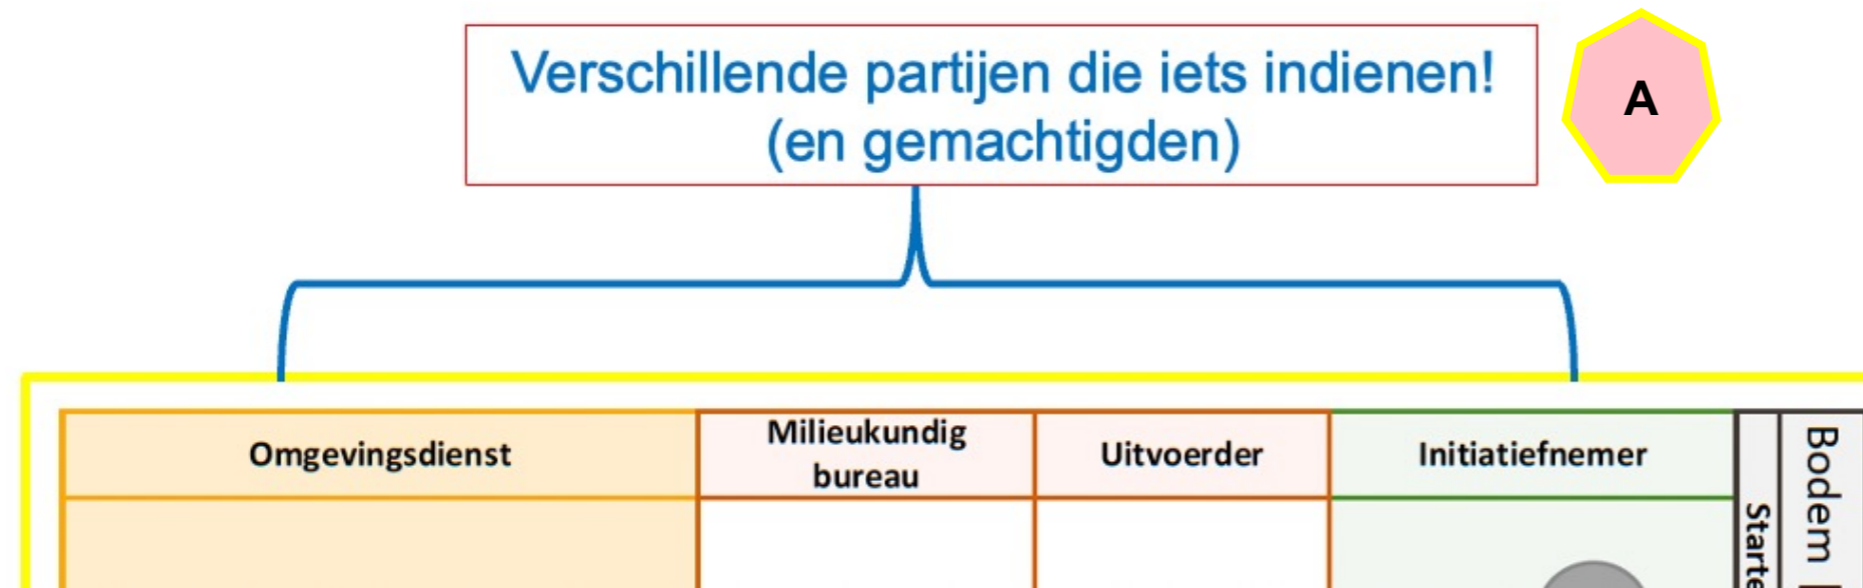 Verschillende partijen die iets indienen!
(en gemachtigden)
A
Omgevingsdienst
Milieukundig
bureau
Uitvoerder
Initiatiefnemer
Bodem